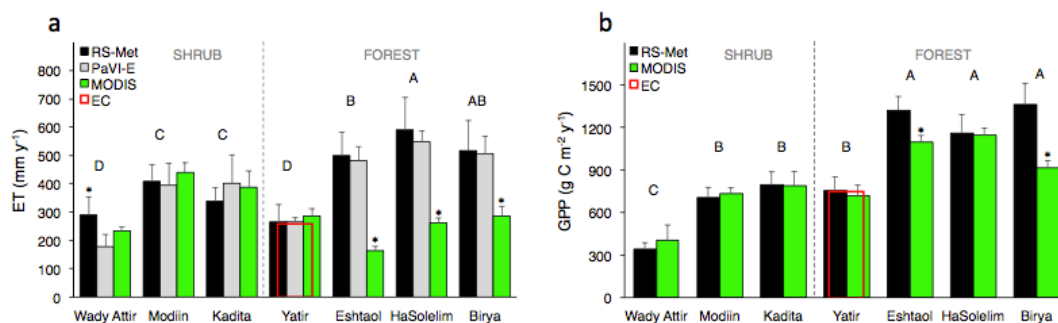 a
ET (mm y⁻¹)
900
800
700
600
500
400
300
200
100
0
RS-Met
PaVI-E
MODIS
EC
SHRUB
FOREST
*
D
C
C
D
B
*
A
*
AB
*
Wady Attir Modiin Kadita Yatir Eshtaol HaSolelim Birya
b
GPP (g C m⁻² y⁻¹)
1500
1200
900
600
300
0
RS-Met
MODIS
EC
SHRUB
FOREST
C
B
B
B
A
*
A
A
*
Wady Attir Modiin Kadita Yatir Eshtaol HaSolelim Birya